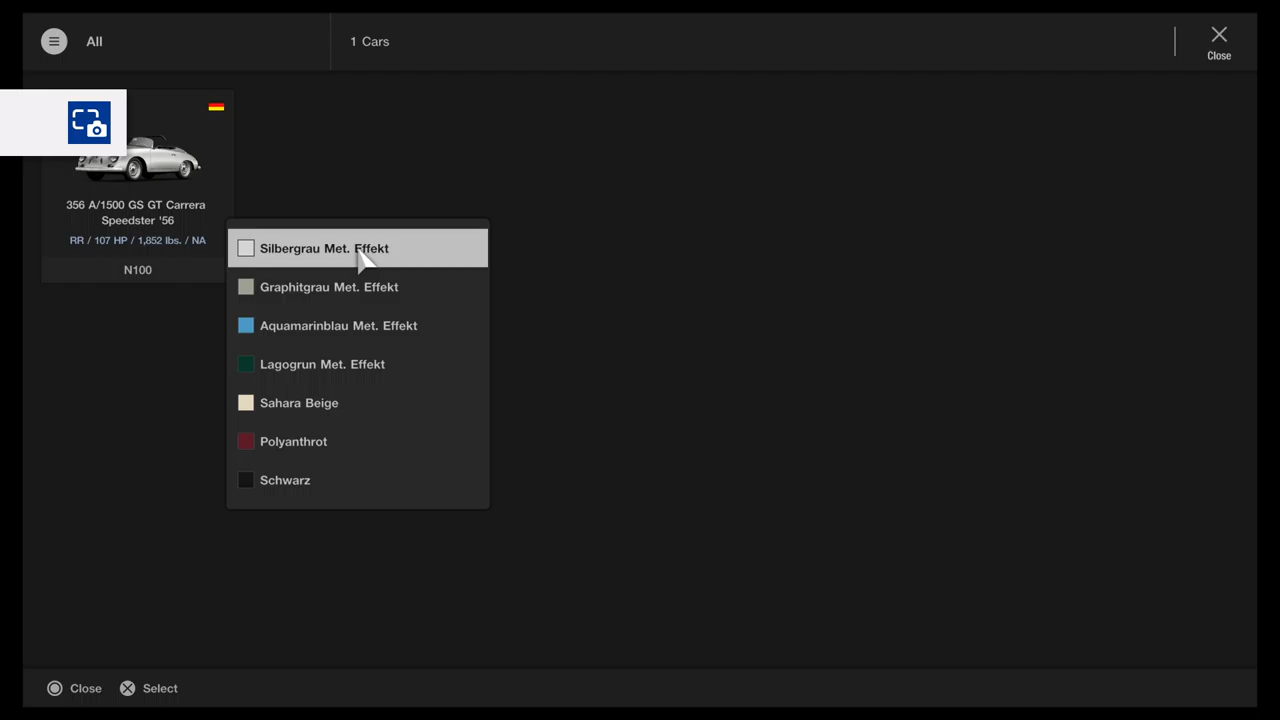 All
1 Cars
Close
356 A/1500 GS GT Carrera
Speedster '56
RR / 107 HP / 1,852 lbs. / NA
N100
Silbergrau Met. Effekt
Graphitgrau Met. Effekt
Aquamarinblau Met. Effekt
Lagogrun Met. Effekt
Sahara Beige
Polyanthrot
Schwarz
Close
Select